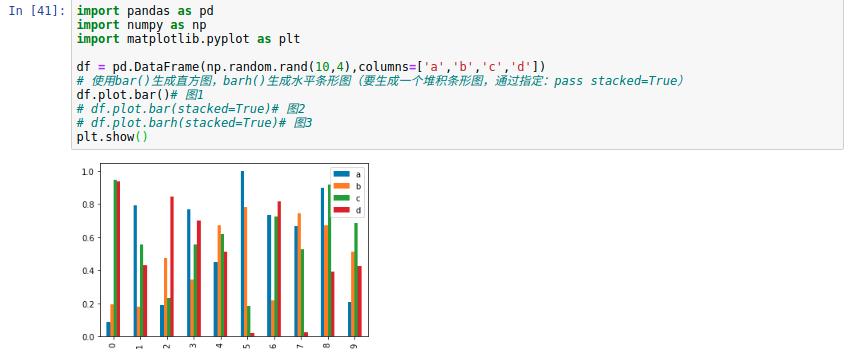 In [41]:
import pandas as pd
import numpy as np
import matplotlib.pyplot as plt
df = pd.DataFrame(np.random.rand(10,4),columns=['a','b','c','d'])
# 使用bar()生成直方图，barh()生成水平条形图（要生成一个堆积条形图，通过指定：pass stacked=True）
df.plot.bar()# 图1
# df.plot.bar(stacked=True)# 图2
# df.plot.barh(stacked=True)# 图3
plt.show()
1.0
0.8
0.6
0.4
0.2
0.0
a
b
c
d
0 1 2 3 4 5 6 7 8 9